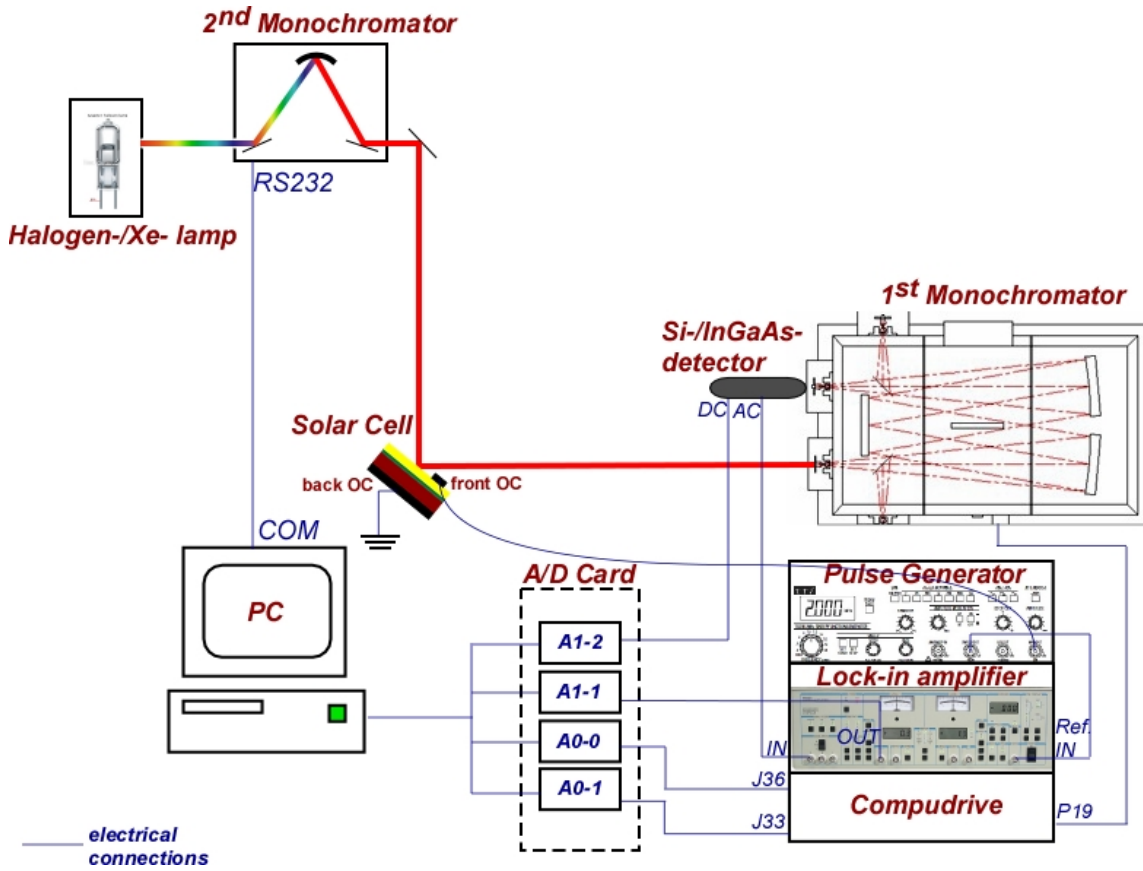 2nd Monochromator
RS232
Halogen-/Xe- lamp
1st Monochromator
Si-/InGaAs-
detector
DC AC
Solar Cell
back OC
front OC
COM
PC
A/D Card
A1-2
A1-1
A0-0
A0-1
Pulse Generator
2.000
Lock-in amplifier
OUT
IN
Ref.
IN
J36
J33
Compudrive
P19
electrical
connections